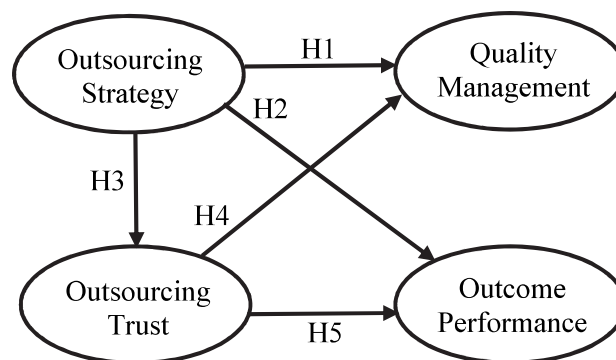 Outsourcing
Strategy
H1
Quality
Management
H2
H3
H4
Outsourcing
Trust
H5
Outcome
Performance